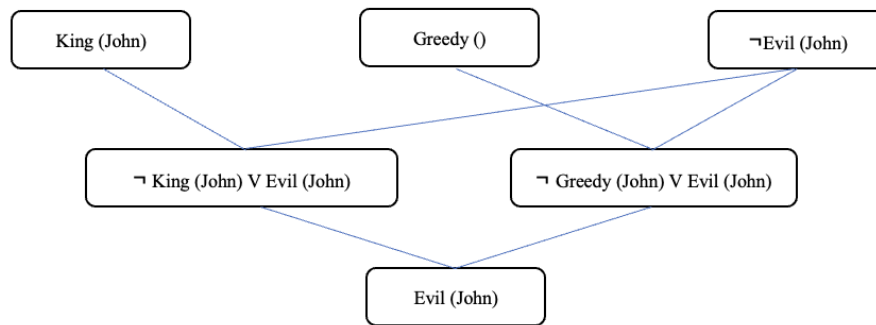 King (John)
Greedy ()
¬Evil (John)
¬ King (John) V Evil (John)
¬ Greedy (John) V Evil (John)
Evil (John)